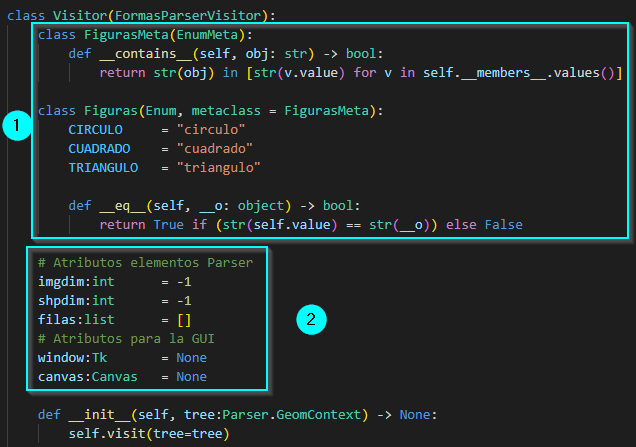 class Visitor(FormasParserVisitor):
    class FigurasMeta(EnumMeta):
        def __contains__(self, obj: str) -> bool:
            return str(obj) in [str(v.value) for v in self.__members__.values()]
1
    class Figuras(Enum, metaclass = FigurasMeta):
        CIRCULO     = "circulo"
        CUADRADO    = "cuadrado"
        TRIANGULO   = "triangulo"

        def __eq__(self, __o: object) -> bool:
            return True if (str(self.value) == str(__o)) else False

    # Atributos elementos Parser
    imgdim:int      = -1
    shpdim:int      = -1
    filas:list      = []
2
    # Atributos para la GUI
    window:Tk       = None
    canvas:Canvas   = None

    def __init__(self, tree:Parser.GeomContext) -> None:
        self.visit(tree=tree)